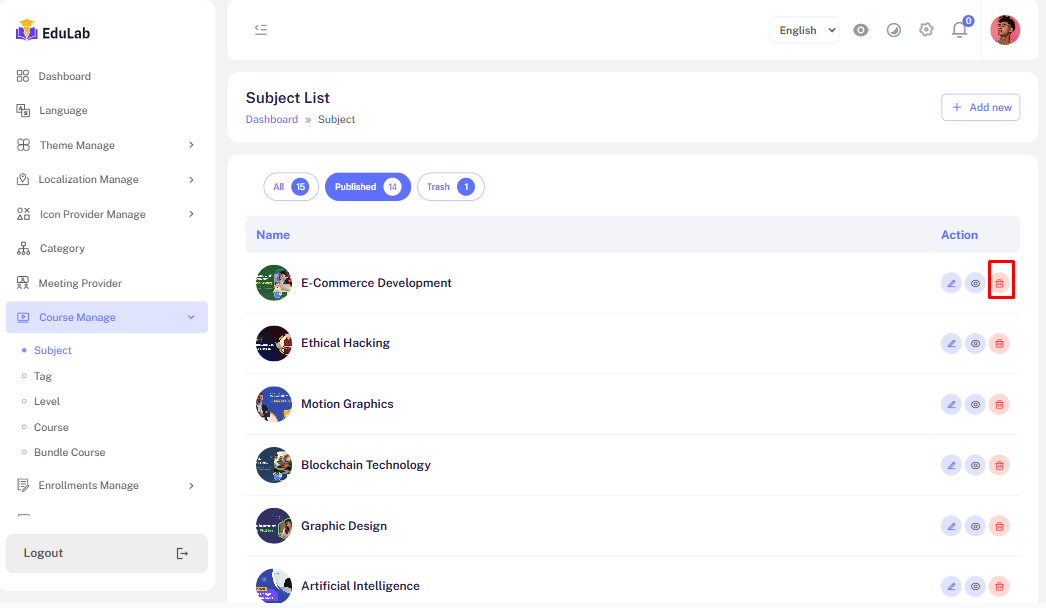 EduLab
Dashboard
Language
Theme Manage
Localization Manage
Icon Provider Manage
Category
Meeting Provider
Course Manage
Subject
Tag
Level
Course
Bundle Course
Enrollments Manage
Logout
English
0
Subject List
Dashboard » Subject
+ Add new
All 15
Published 14
Trash 1
Name Action
E-Commerce Development
Ethical Hacking
Motion Graphics
Blockchain Technology
Graphic Design
Artificial Intelligence